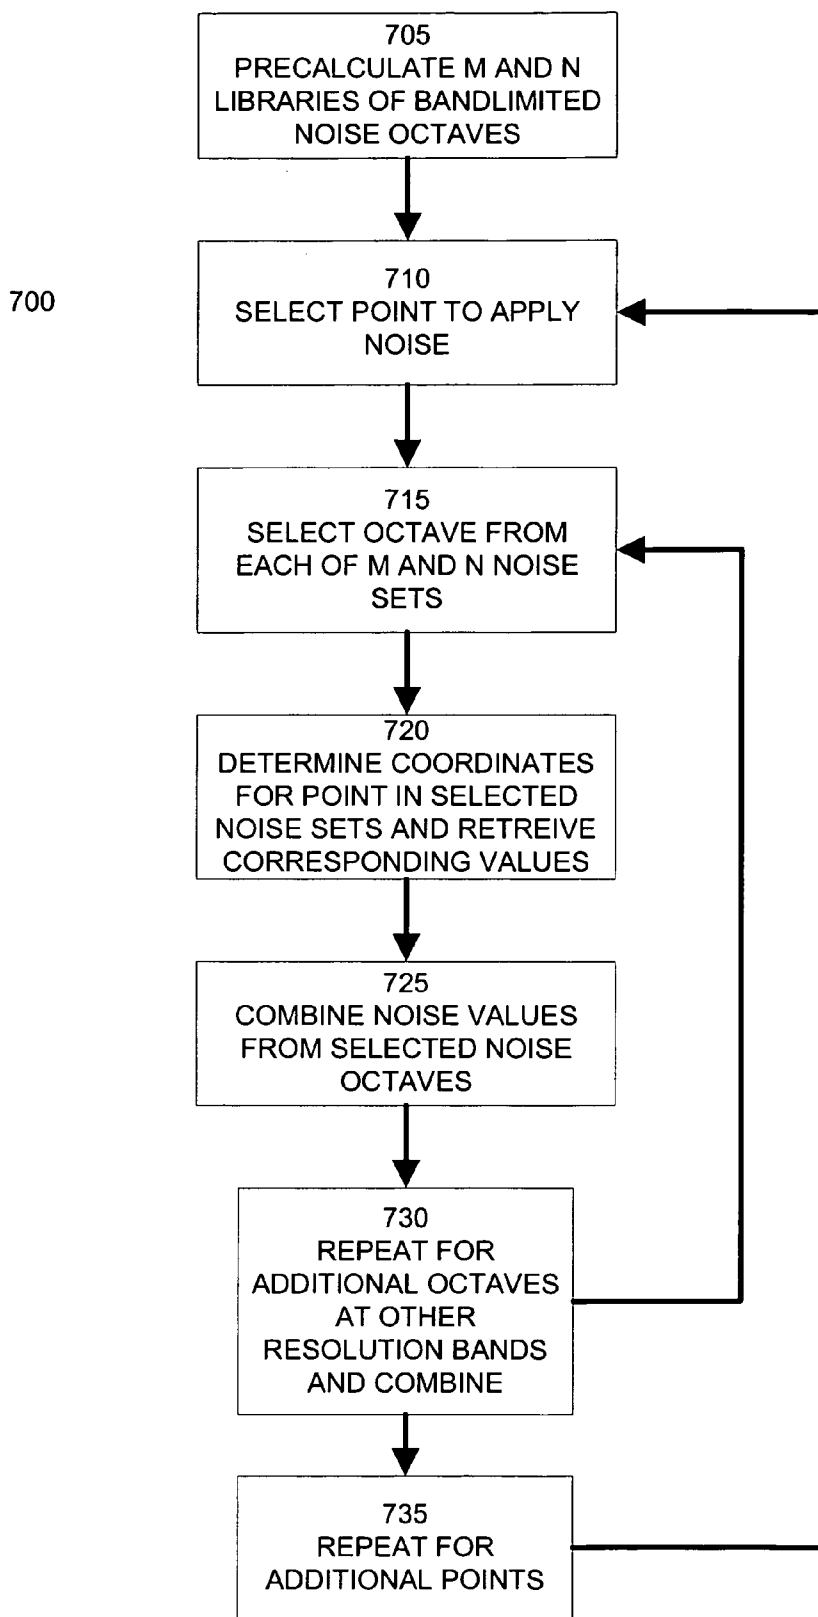 705
PRECALCULATE M AND N
LIBRARIES OF BANDLIMITED
NOISE OCTAVES
700
710
SELECT POINT TO APPLY
NOISE
715
SELECT OCTAVE FROM
EACH OF M AND N NOISE
SETS
720
DETERMINE COORDINATES
FOR POINT IN SELECTED
NOISE SETS AND RETREIVE
CORRESPONDING VALUES
725
COMBINE NOISE VALUES
FROM SELECTED NOISE
OCTAVES
730
REPEAT FOR
ADDITIONAL OCTAVES
AT OTHER
RESOLUTION BANDS
AND COMBINE
735
REPEAT FOR
ADDITIONAL POINTS